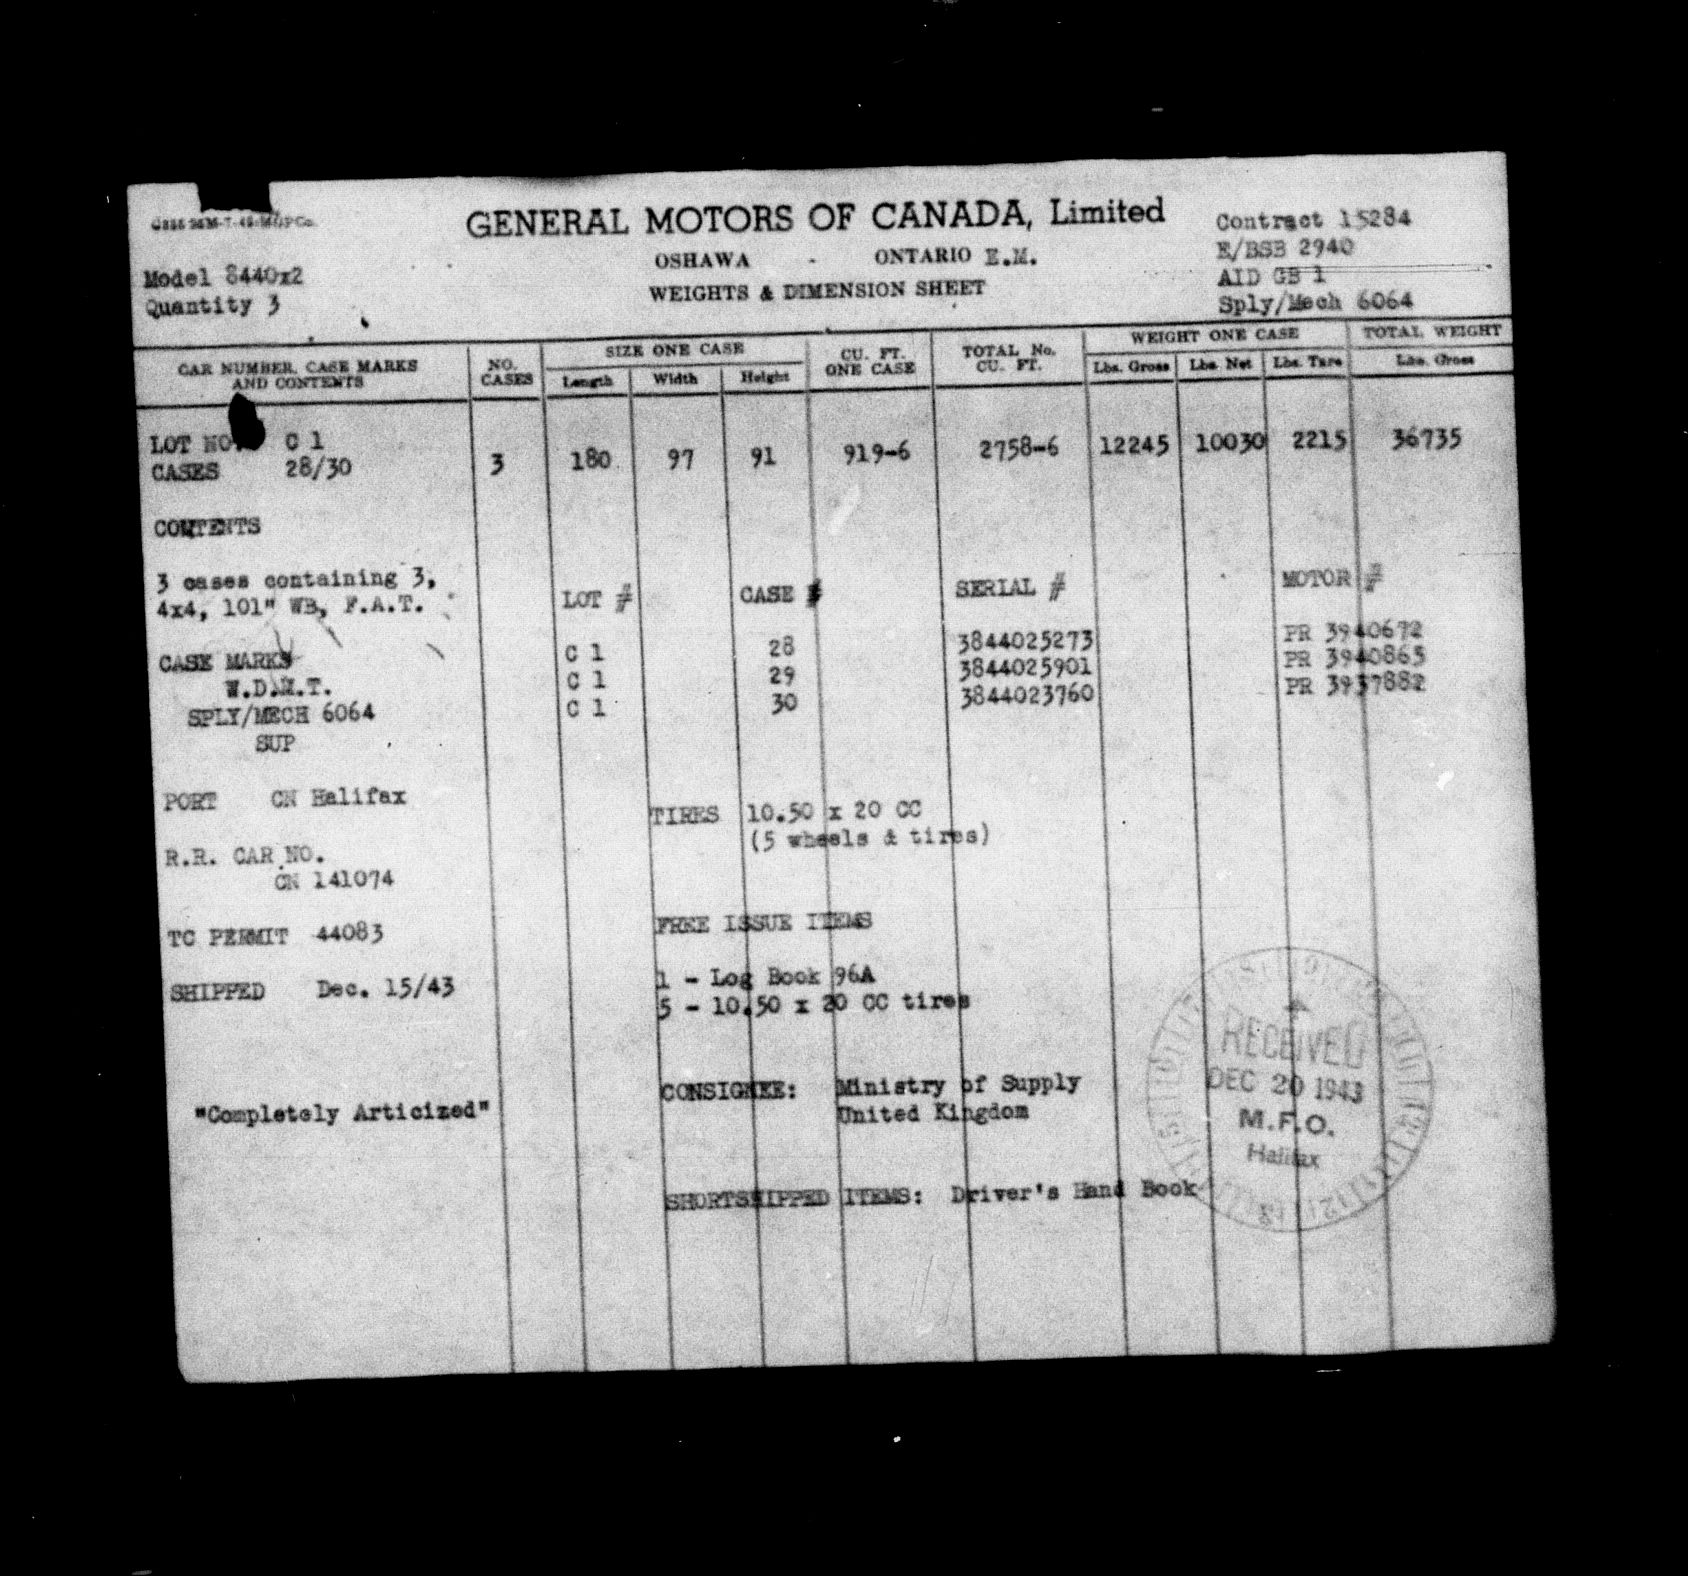 GENERAL MOTORS OF CANADA, Limited
OSHAWA - ONTARIO E.M.
WEIGHTS & DIMENSION SHEET
Contract 15284
E/BSB 2940
AID GB 1
Sply/Mech 6064
Model 8440x2
Quantity 3
CAR NUMBER, CASE MARKS AND CONTENTS
NO. CASES
SIZE ONE CASE
Length Width Height
CU. FT. ONE CASE
TOTAL No. CU. FT.
WEIGHT ONE CASE
Lbs. Gross Lbs. Net Lbs. Tare
TOTAL WEIGHT
Lbs. Gross
LOT NO. C 1
CASES 28/30 3 180 97 91 919-6 2758-6 12245 10030 2215 36735
CONTENTS
3 cases containing 3,
4x4, 101" WB, F.A.T.
LOT # CASE # SERIAL # MOTOR #
C 1 28 3844025273 PR 3940672
C 1 29 3844025901 PR 3940865
C 1 30 3844023760 PR 3937882
CASE MARKS
W.D.M.T.
SPLY/MECH 6064
SUP
PORT CN Halifax
TIRES 10.50 x 20 CC
(5 wheels & tires)
R.R. CAR NO.
CN 141074
TC PERMIT 44083
FREE ISSUE ITEMS
SHIPPED Dec. 15/43
1 - Log Book 96A
5 - 10.50 x 20 CC tires
"Completely Articized"
CONSIGNEE: Ministry of Supply
United Kingdom
SHORTSHIPPED ITEMS: Driver's Hand Book
RECEIVED
DEC 20 1943
M.F.O.
Halifax